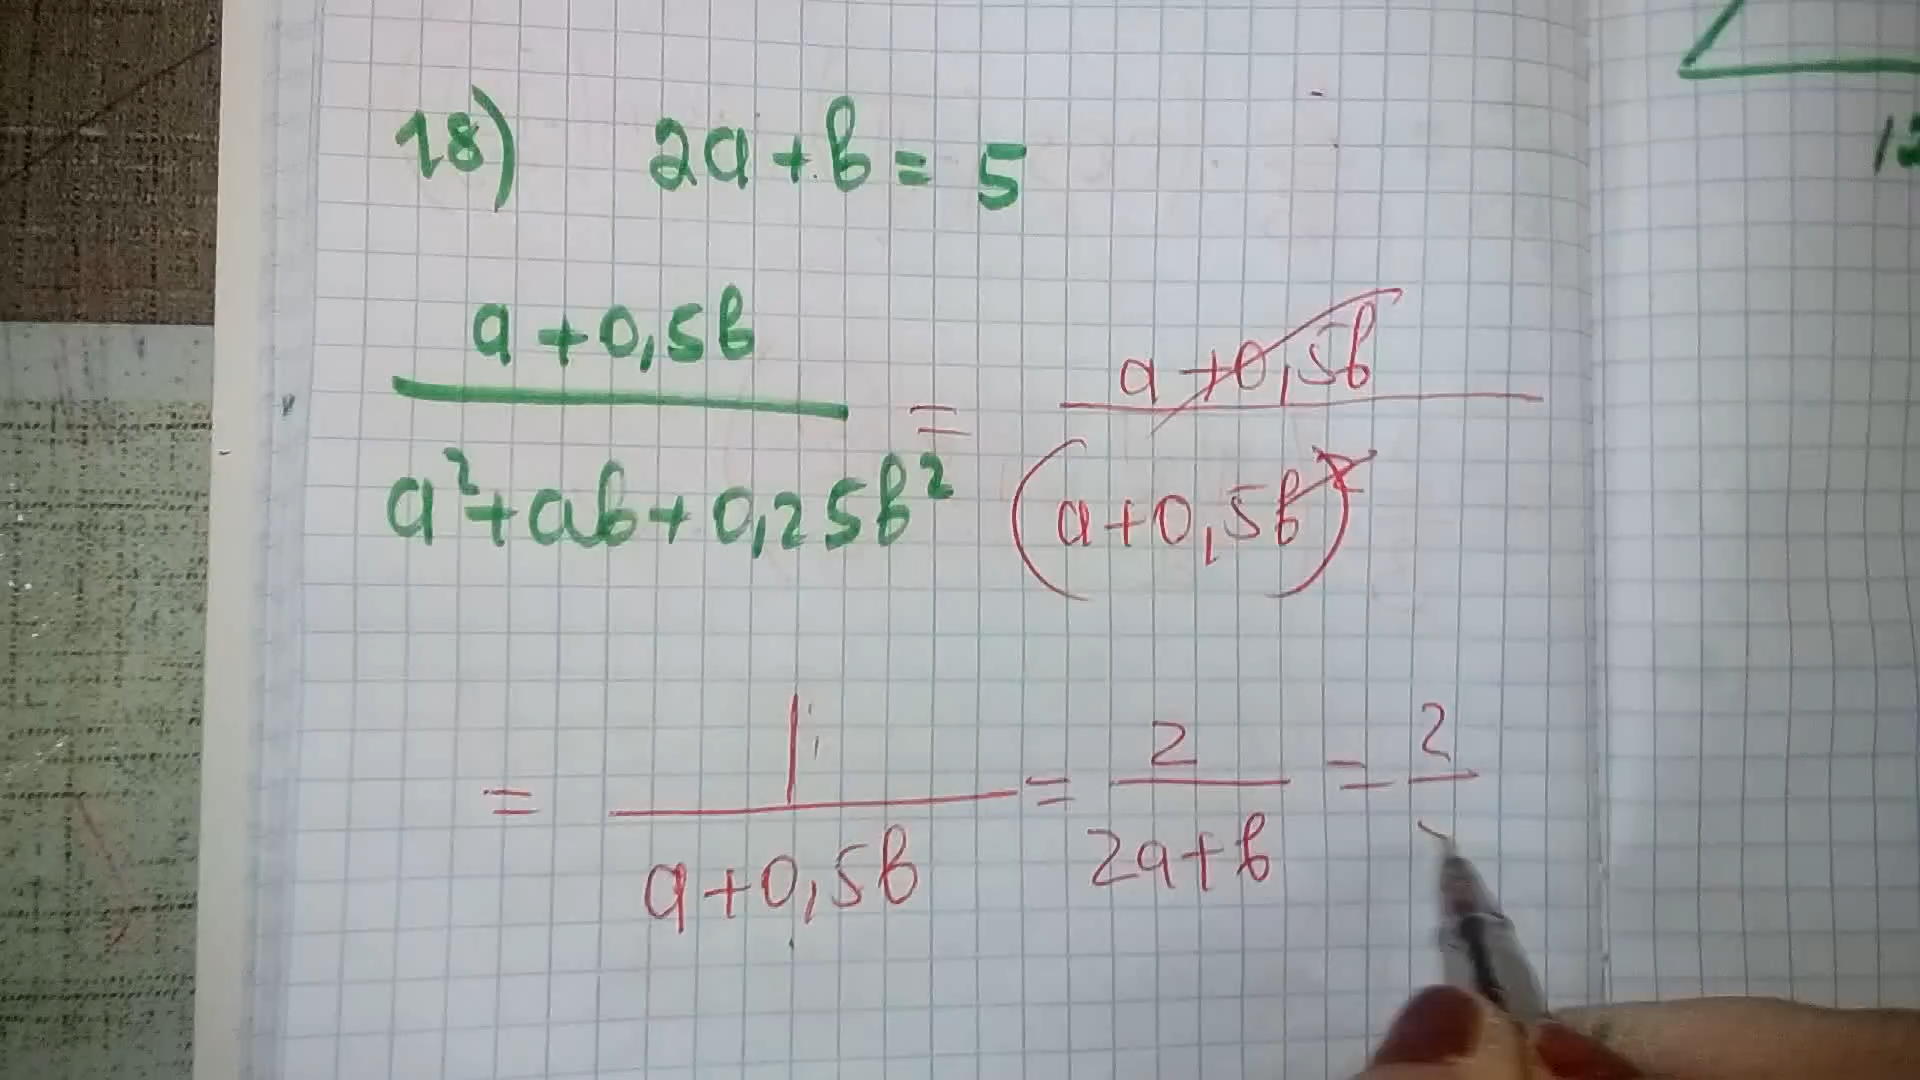 18) 2a + b = 5
a + 0,5b / a² + ab + 0,25b² = a + 0,5b / (a + 0,5b)²
= 1 / a + 0,5b = 2 / 2a + b = 2